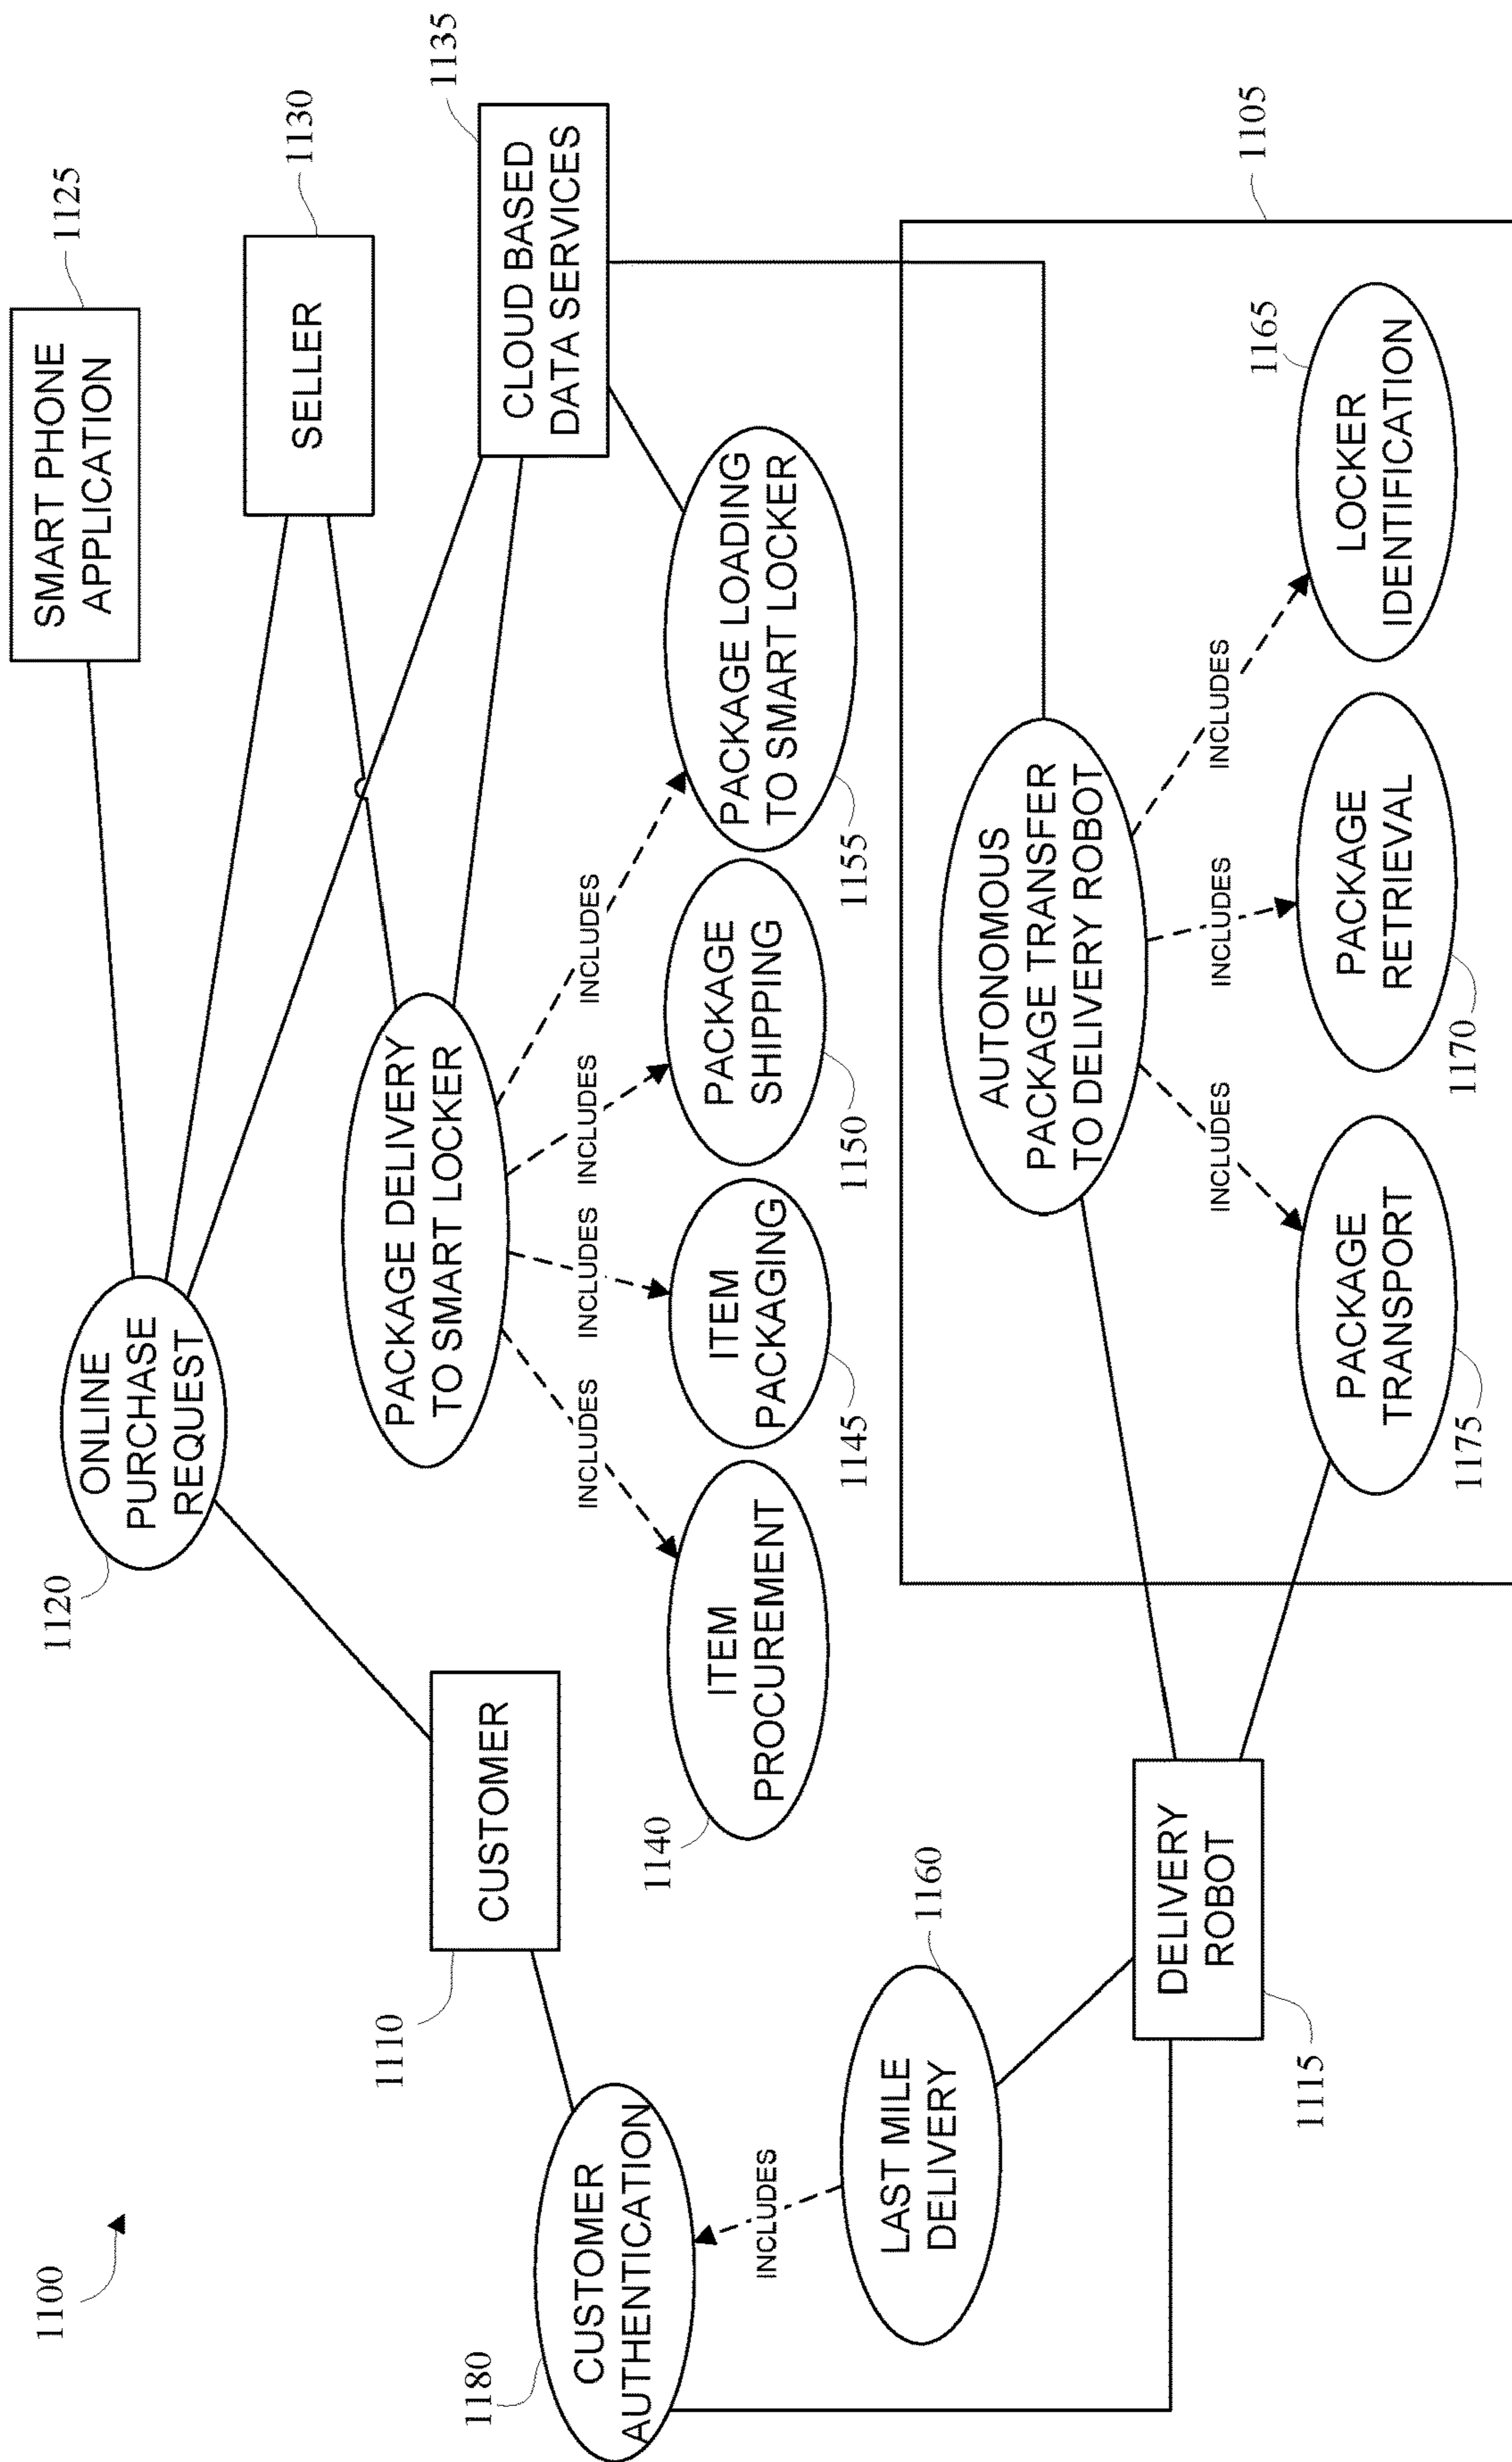 1100
1120
ONLINE
PURCHASE
REQUEST
SMART PHONE
APPLICATION
1125
SELLER
1130
CLOUD BASED
DATA SERVICES
1135
1110
CUSTOMER
PACKAGE DELIVERY
TO SMART LOCKER
INCLUDES
INCLUDES
INCLUDES
INCLUDES
1140
ITEM
PROCUREMENT
1145
ITEM
PACKAGING
1150
PACKAGE
SHIPPING
1155
PACKAGE LOADING
TO SMART LOCKER
1180
CUSTOMER
AUTHENTICATION
INCLUDES
1160
LAST MILE
DELIVERY
1115
DELIVERY
ROBOT
1105
AUTONOMOUS
PACKAGE TRANSFER
TO DELIVERY ROBOT
INCLUDES
INCLUDES
INCLUDES
1175
PACKAGE
TRANSPORT
1170
PACKAGE
RETRIEVAL
1165
LOCKER
IDENTIFICATION